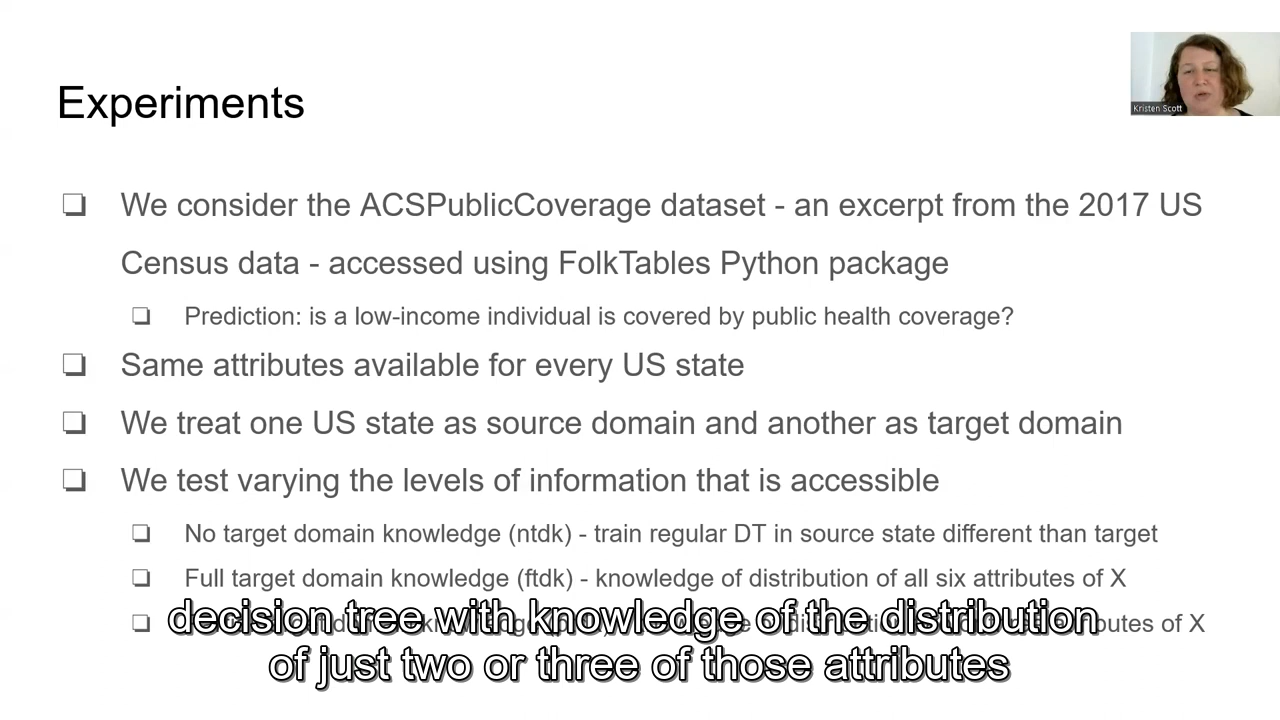 Experiments
Kristen Scott
❏ We consider the ACSPublicCoverage dataset - an excerpt from the 2017 US
Census data - accessed using FolkTables Python package
❏ Prediction: is a low-income individual is covered by public health coverage?
❏ Same attributes available for every US state
❏ We treat one US state as source domain and another as target domain
❏ We test varying the levels of information that is accessible
❏ No target domain knowledge (ntdk) - train regular DT in source state different than target
❏ Full target domain knowledge (ftdk) - knowledge of distribution of all six attributes of X
❏ of X
decision tree with knowledge of the distribution
of just two or three of those attributes